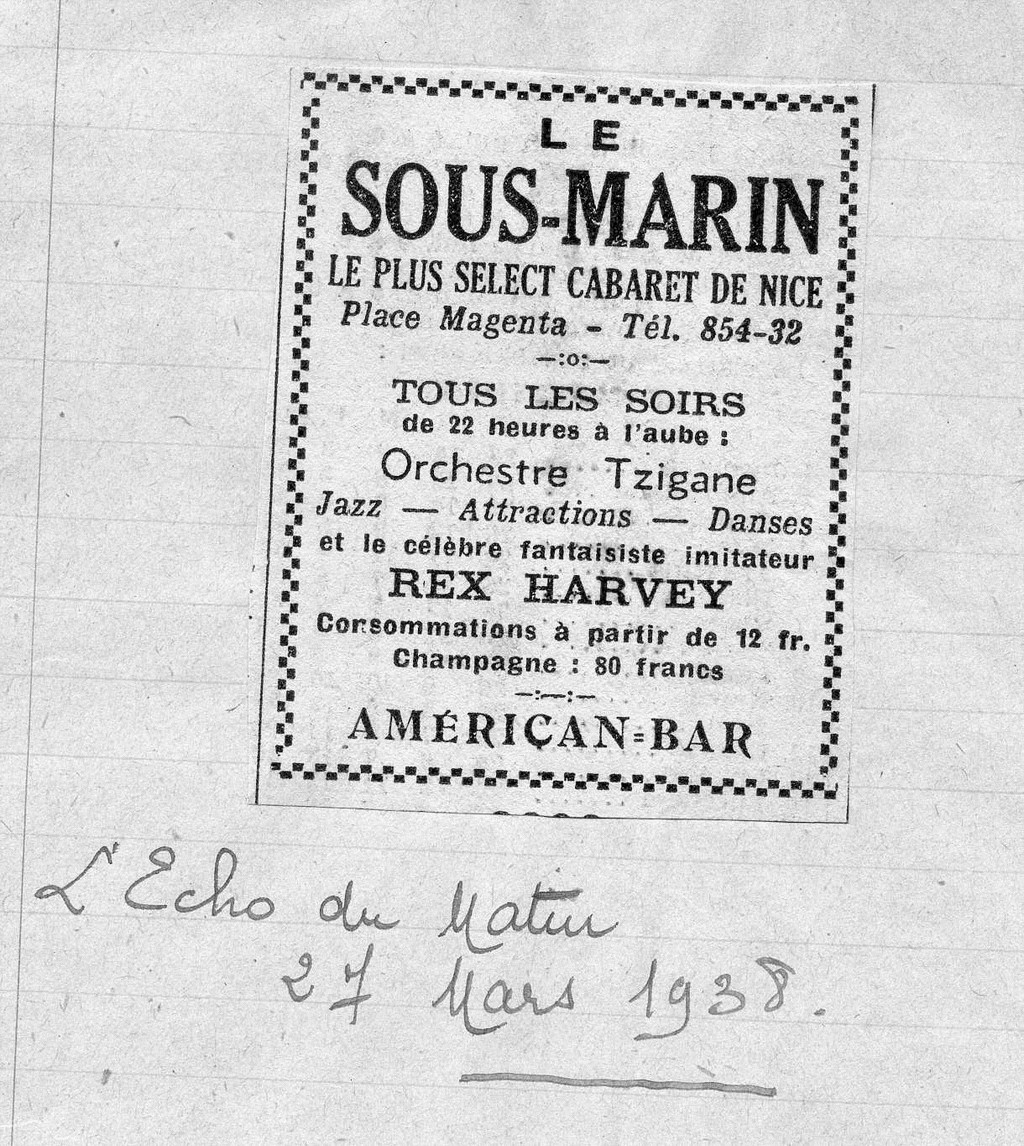 LE
SOUS-MARIN
LE PLUS SELECT CABARET DE NICE
Place Magenta - Tél. 854-32
—:o:—
TOUS LES SOIRS
de 22 heures à l'aube :
Orchestre Tzigane
Jazz — Attractions — Danses
et le célèbre fantaisiste imitateur
REX HARVEY
Consommations à partir de 12 fr.
Champagne : 80 francs
—:—:—
AMÉRIÇAN=BAR
L'Echo du Matin
27 Mars 1938.